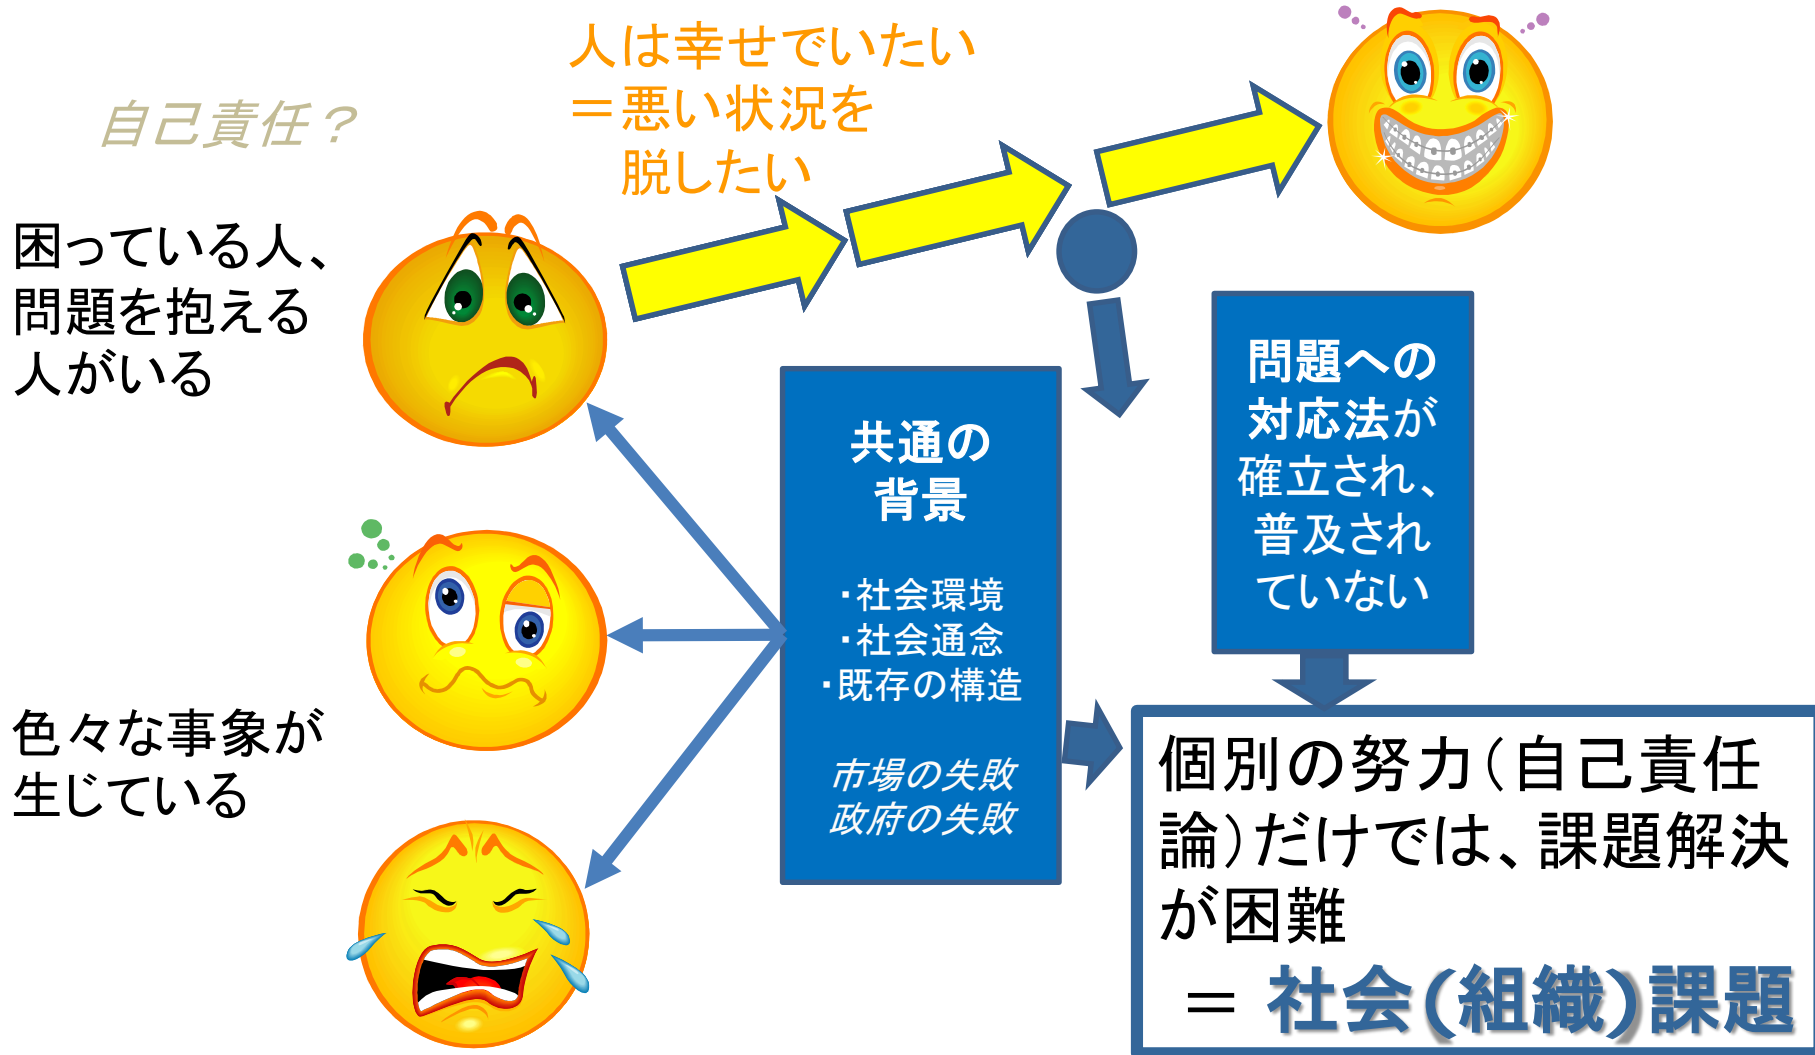 人は幸せでいたい
＝悪い状況を
脱したい
自己責任？
困っている人、
問題を抱える
人がいる
色々な事象が
生じている
共通の
背景
・社会環境
・社会通念
・既存の構造
市場の失敗
政府の失敗
問題への
対応法が
確立され、
普及され
ていない
個別の努力（自己責任
論）だけでは、課題解決
が困難
＝ 社会(組織)課題